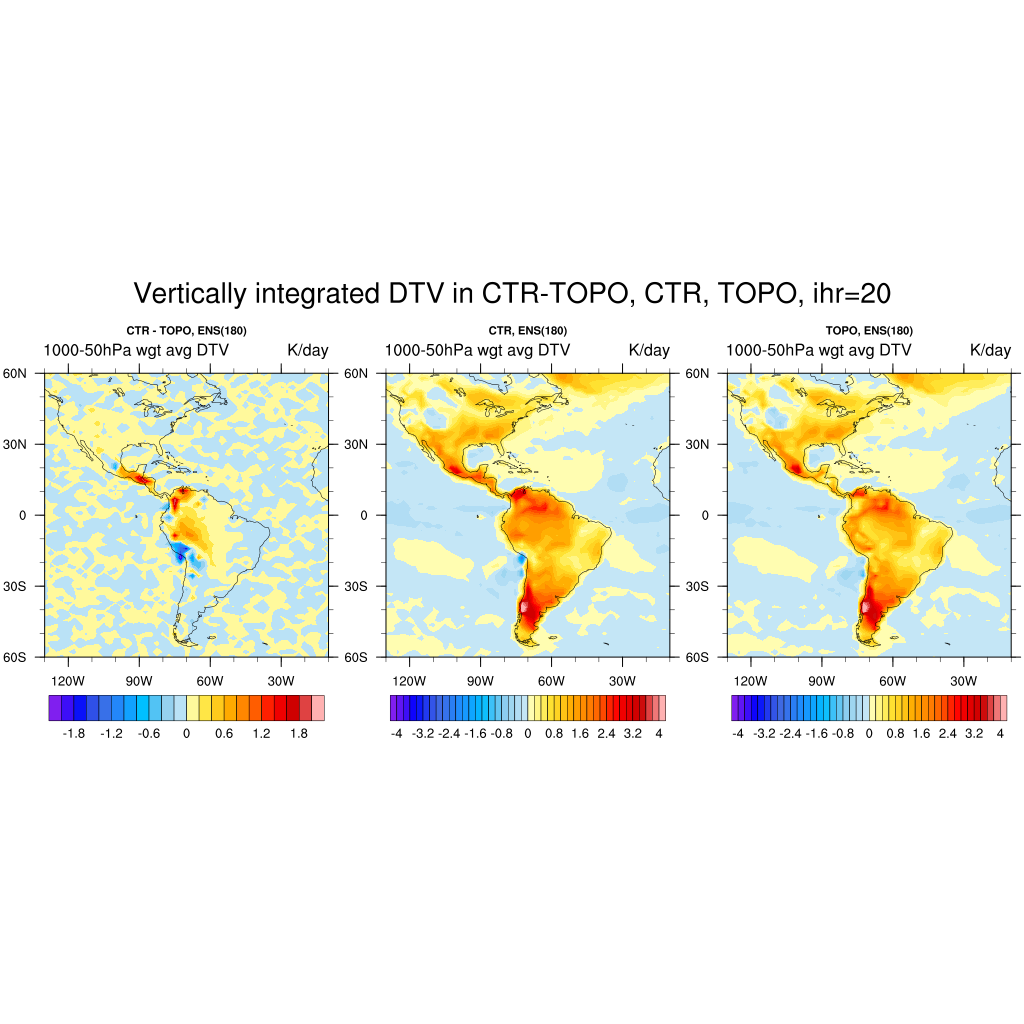 Vertically integrated DTV in CTR-TOPO, CTR, TOPO, ihr=20
CTR - TOPO, ENS(180)
1000-50hPa wgt avg DTV K/day
60N
30N
0
30S
60S
120W 90W 60W 30W
-1.8 -1.2 -0.6 0 0.6 1.2 1.8
CTR, ENS(180)
1000-50hPa wgt avg DTV K/day
60N
30N
0
30S
60S
120W 90W 60W 30W
-4 -3.2 -2.4 -1.6 -0.8 0 0.8 1.6 2.4 3.2 4
TOPO, ENS(180)
1000-50hPa wgt avg DTV K/day
60N
30N
0
30S
60S
120W 90W 60W 30W
-4 -3.2 -2.4 -1.6 -0.8 0 0.8 1.6 2.4 3.2 4